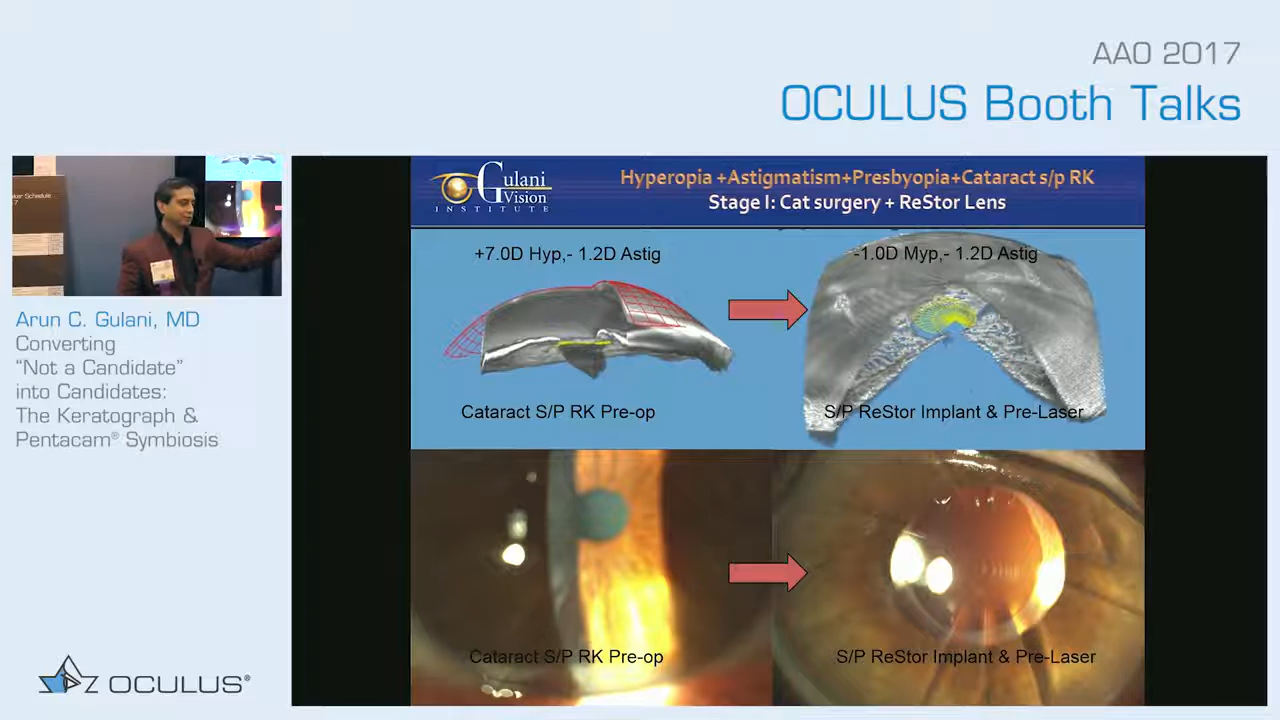 AAO 2017
OCULUS Booth Talks
Gulani
Vision
INSTITUTE
Hyperopia +Astigmatism+Presbyopia+Cataract s/p RK
Stage I: Cat surgery + ReStor Lens
+7.0D Hyp,- 1.2D Astig
-1.0D Myp,- 1.2D Astig
Cataract S/P RK Pre-op
S/P ReStor Implant & Pre-Laser
Cataract S/P RK Pre-op
S/P ReStor Implant & Pre-Laser
Arun C. Gulani, MD
Converting
“Not a Candidate”
into Candidates:
The Keratograph &
Pentacam® Symbiosis
OCULUS®